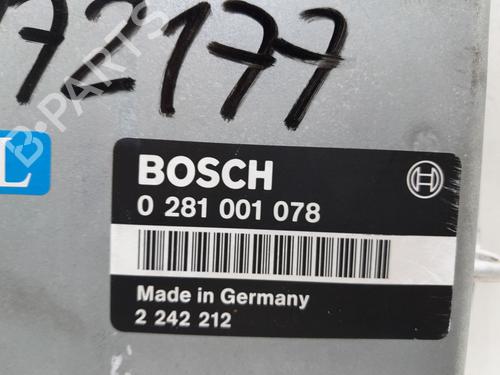 72177
L
BOSCH
0 281 001 078
Made in Germany
2 242 212
B-PARTS